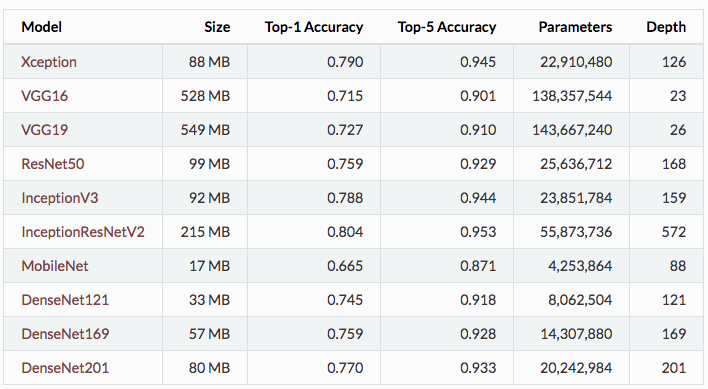 Model Size Top-1 Accuracy Top-5 Accuracy Parameters Depth
Xception 88 MB 0.790 0.945 22,910,480 126
VGG16 528 MB 0.715 0.901 138,357,544 23
VGG19 549 MB 0.727 0.910 143,667,240 26
ResNet50 99 MB 0.759 0.929 25,636,712 168
InceptionV3 92 MB 0.788 0.944 23,851,784 159
InceptionResNetV2 215 MB 0.804 0.953 55,873,736 572
MobileNet 17 MB 0.665 0.871 4,253,864 88
DenseNet121 33 MB 0.745 0.918 8,062,504 121
DenseNet169 57 MB 0.759 0.928 14,307,880 169
DenseNet201 80 MB 0.770 0.933 20,242,984 201